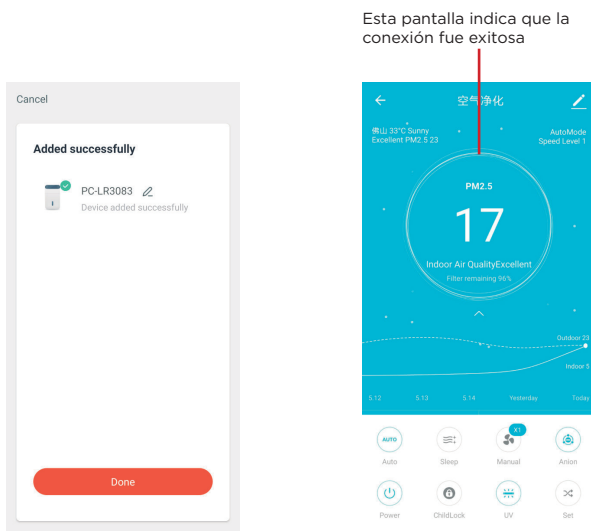 Esta pantalla indica que la
conexión fue exitosa
Cancel
Added successfully
PC-LR3083
Device added successfully
Done
空气净化
佛山 33°C Sunny
Excellent PM2.5 23
AutoMode
Speed Level 1
PM2.5
17
Indoor Air QualityExcellent
Filter remaining 96%
Outdoor 23
Indoor 5
5.12 5.13 5.14 Yesterday Today
AUTO
X1
Auto Sleep Manual Anion
Power ChildLock UV Set